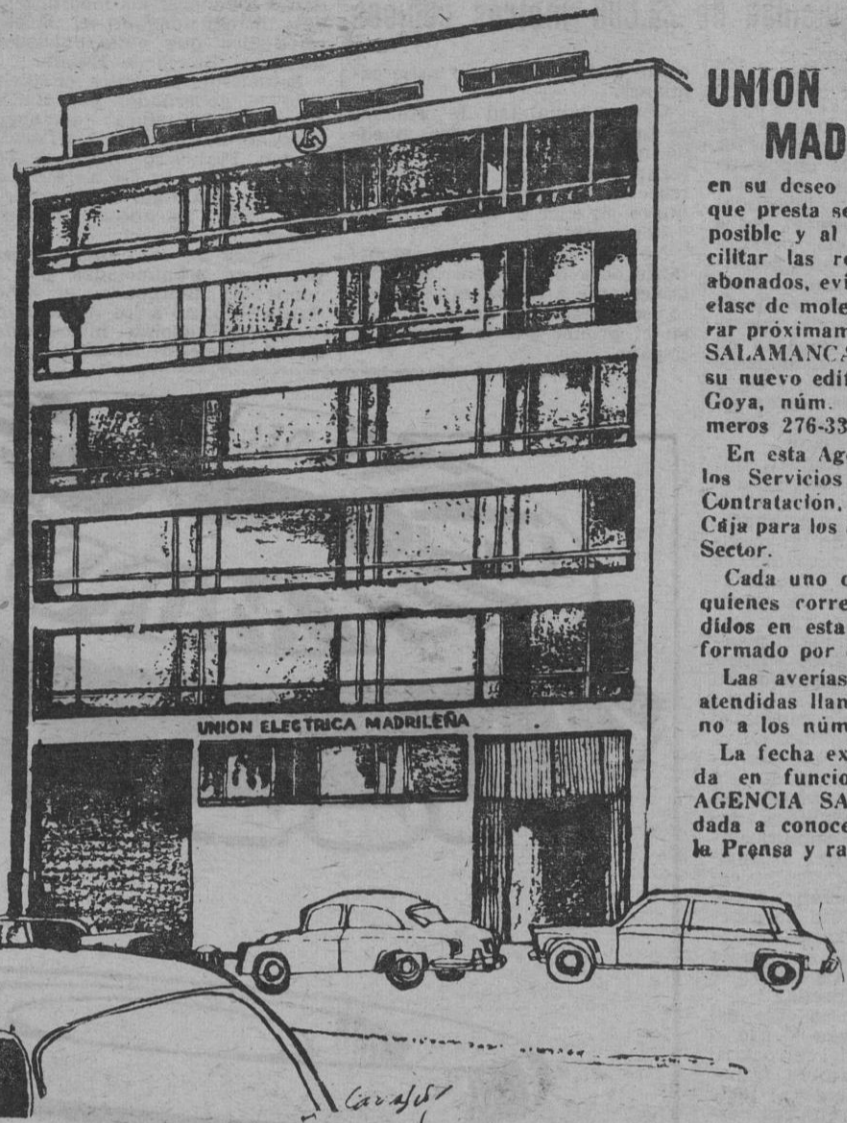 UNION
MAD
en su deseo
que presta se
posible y al
cilitar las re
abonados, evi
clase de mole
rar próximam
SALAMANCA
su nuevo edif
Goya, núm.
meros 276-33
En esta Age
los Servicios
Contratación,
Caja para los
Sector.
Cada uno d
quienes corre
didos en esta
formado por
Las averías
atendidas llan
no a los núm
La fecha ex
da en funcio
AGENCIA SA
dada a conoce
la Prensa y ra
UNION ELECTRICA MADRILEÑA